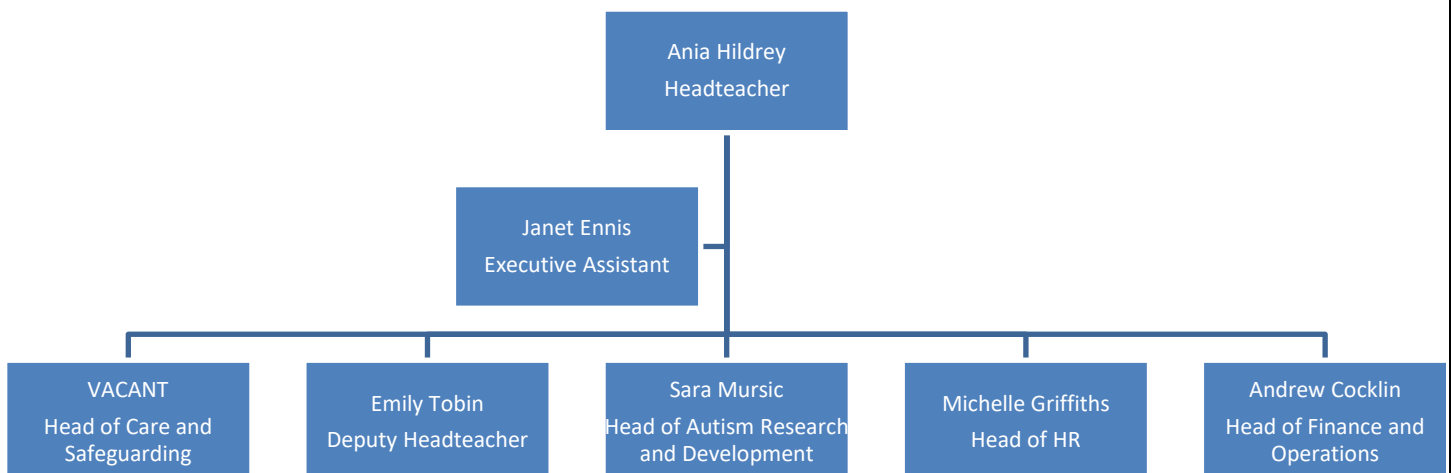 Ania Hildrey
Headteacher
Janet Ennis
Executive Assistant
VACANT
Head of Care and
Safeguarding
Emily Tobin
Deputy Headteacher
Sara Mursic
Head of Autism Research
and Development
Michelle Griffiths
Head of HR
Andrew Cocklin
Head of Finance and
Operations